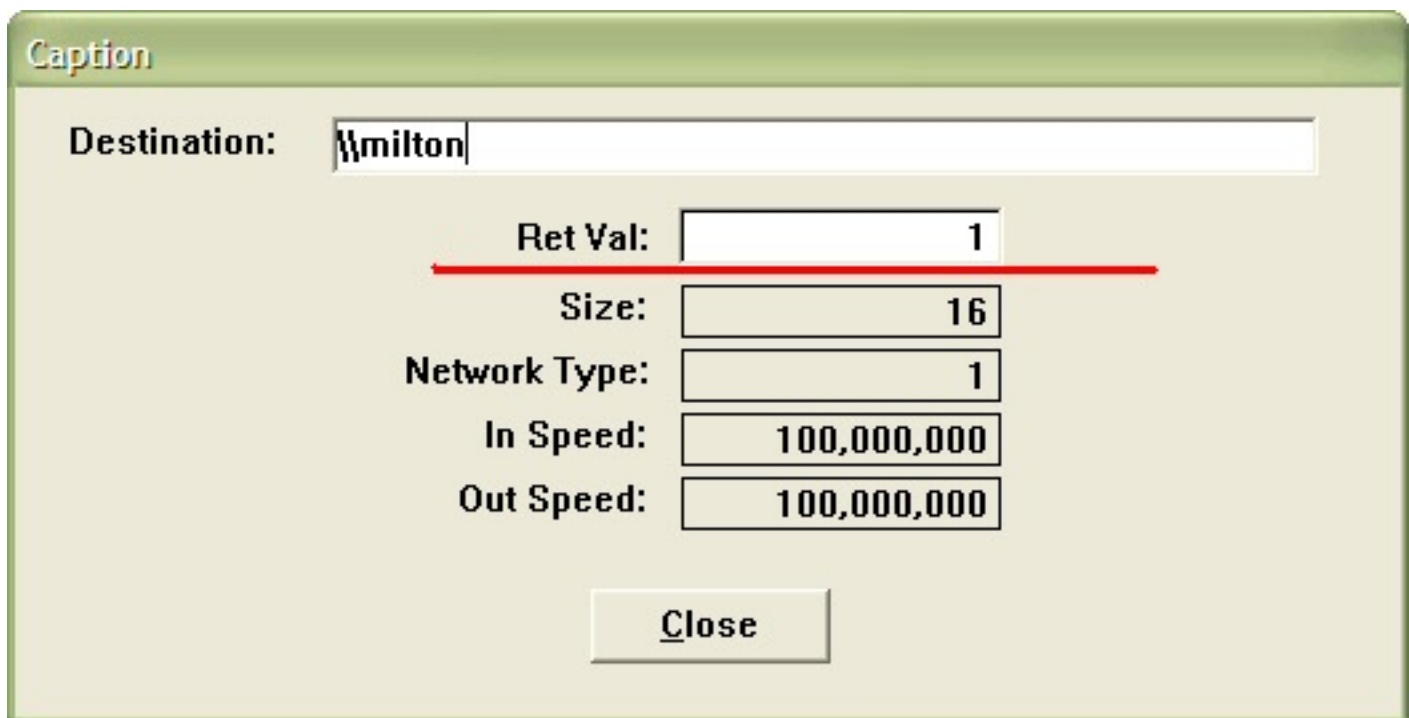 Caption
Destination: \\milton
Ret Val: 1
Size: 16
Network Type: 1
In Speed: 100,000,000
Out Speed: 100,000,000
Close